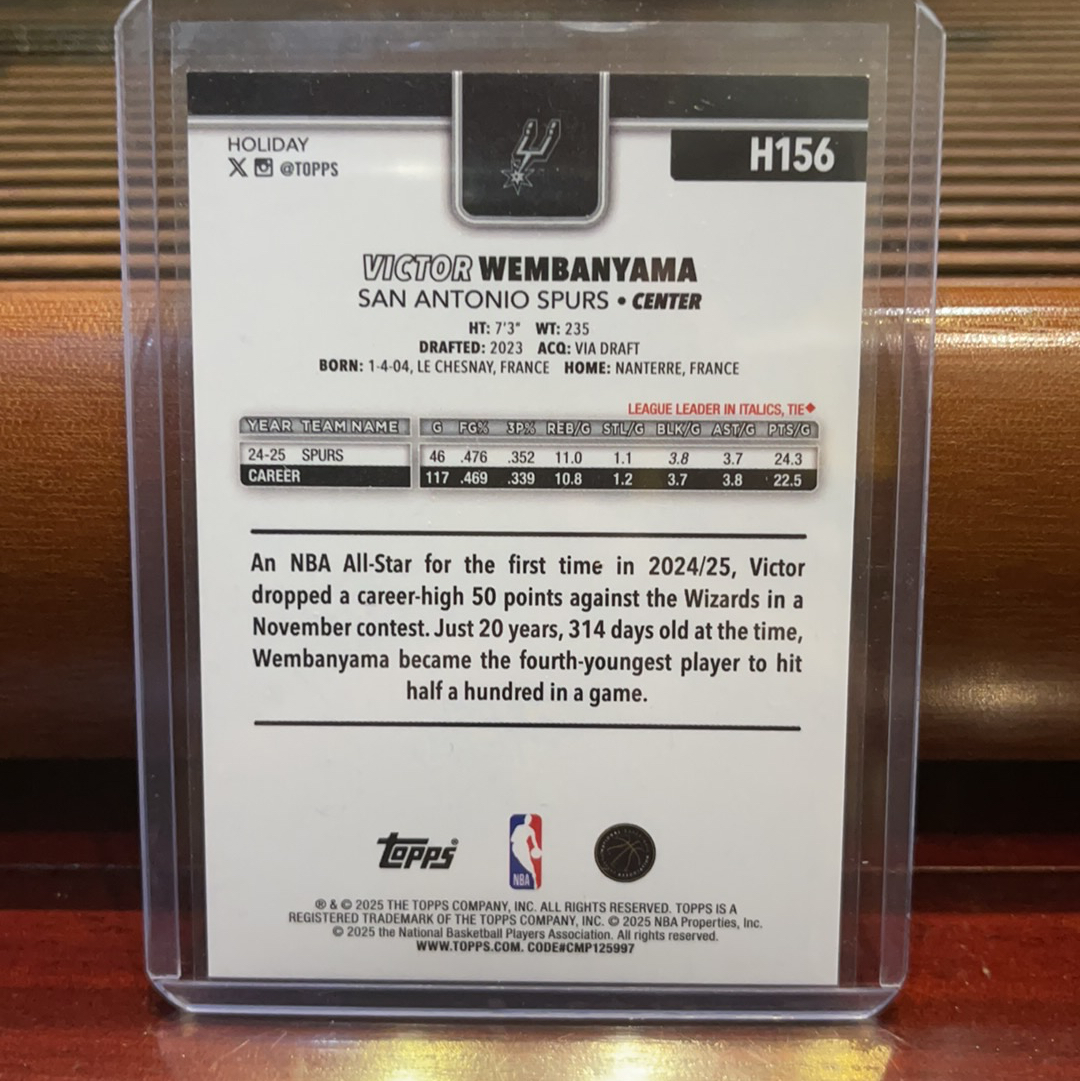 HOLIDAY
@TOPPS
H156
VICTOR WEMBANYAMA
SAN ANTONIO SPURS • CENTER
HT: 7'3" WT: 235
DRAFTED: 2023 ACQ: VIA DRAFT
BORN: 1-4-04, LE CHESNAY, FRANCE HOME: NANTERRE, FRANCE
LEAGUE LEADER IN ITALICS, TIE◆
YEAR TEAM NAME G FG% 3P% REB/G STL/G BLK/G AST/G PTS/G
24-25 SPURS 46 .476 .352 11.0 1.1 3.8 3.7 24.3
CAREER 117 .469 .339 10.8 1.2 3.7 3.8 22.5
An NBA All-Star for the first time in 2024/25, Victor
dropped a career-high 50 points against the Wizards in a
November contest. Just 20 years, 314 days old at the time,
Wembanyama became the fourth-youngest player to hit
half a hundred in a game.
topps®
NBA
® & © 2025 THE TOPPS COMPANY, INC. ALL RIGHTS RESERVED. TOPPS IS A
REGISTERED TRADEMARK OF THE TOPPS COMPANY, INC. © 2025 NBA Properties, Inc.
© 2025 the National Basketball Players Association. All rights reserved.
WWW.TOPPS.COM. CODE#CMP125997